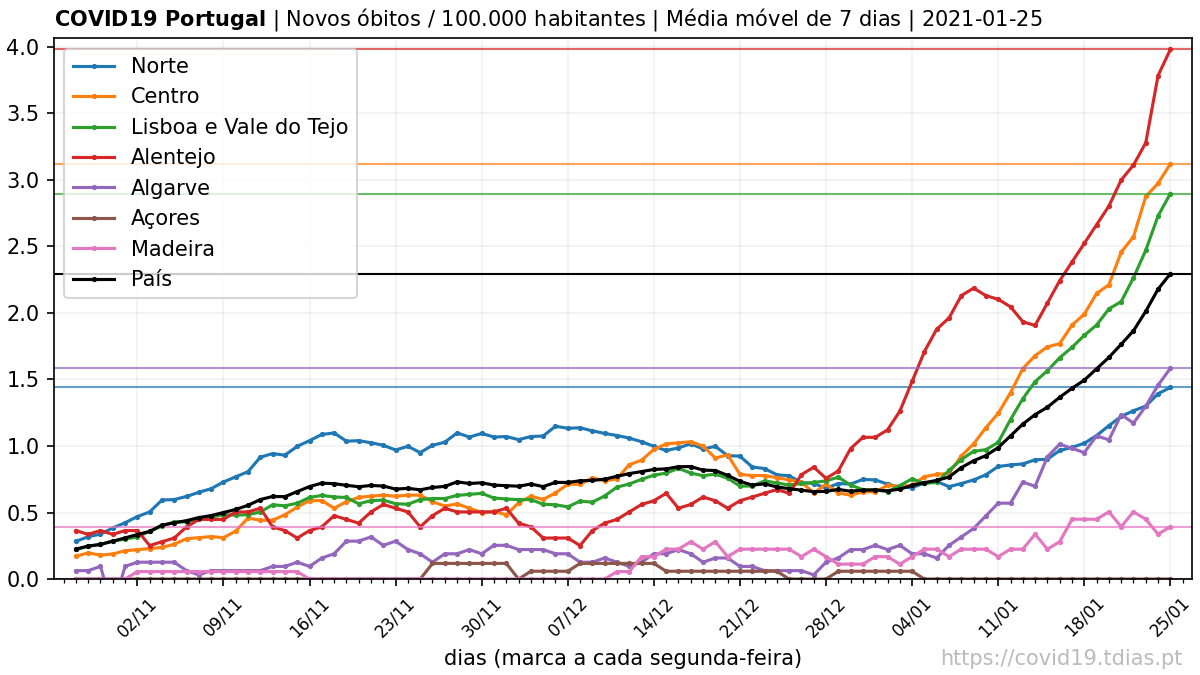 COVID19 Portugal | Novos óbitos / 100.000 habitantes | Média móvel de 7 dias | 2021-01-25
4.0
3.5
3.0
2.5
2.0
1.5
1.0
0.5
0.0
Norte
Centro
Lisboa e Vale do Tejo
Alentejo
Algarve
Açores
Madeira
País
02/11 09/11 16/11 23/11 30/11 07/12 14/12 21/12 28/12 04/01 11/01 18/01 25/01
dias (marca a cada segunda-feira)
https://covid19.tdias.pt